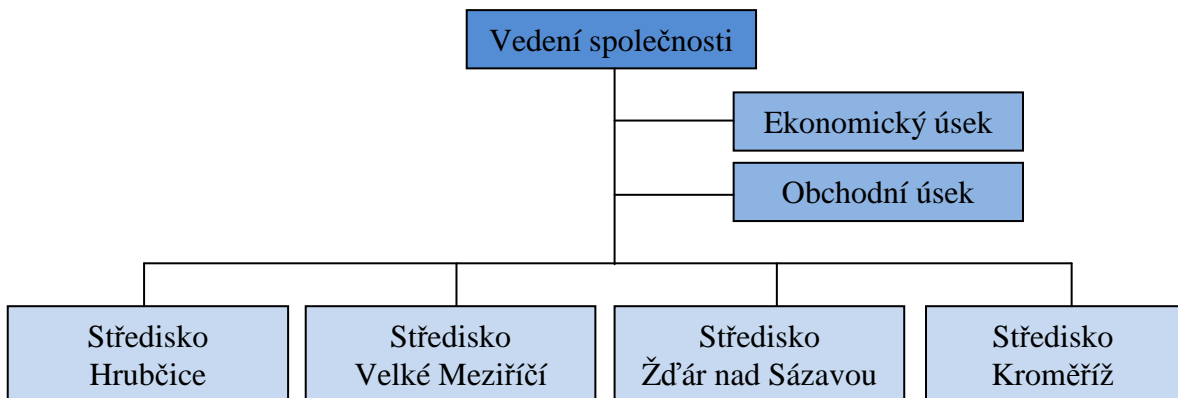 Vedení společnosti
Ekonomický úsek
Obchodní úsek
Středisko
Hrubčice
Středisko
Velké Meziříčí
Středisko
Žďár nad Sázavou
Středisko
Kroměříž